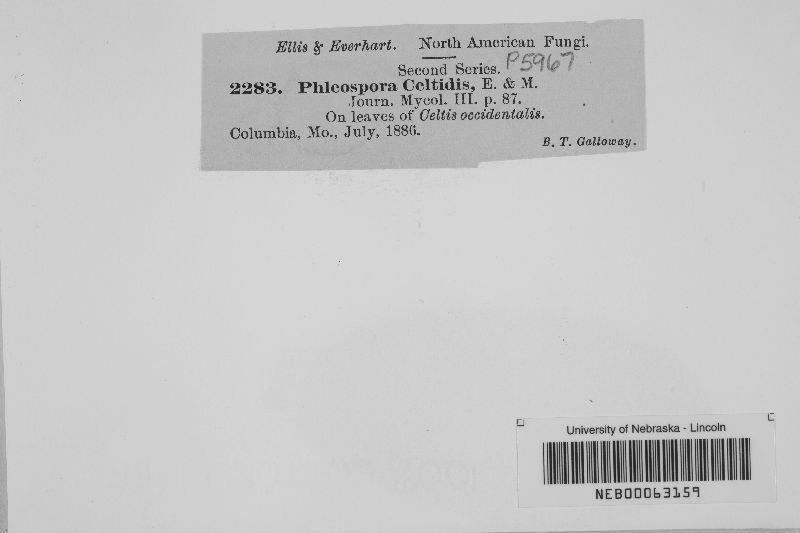 Ellis & Everhart. North American Fungi.
Second Series. P5967
2283. Phleospora Celtidis, E. & M.
Journ. Mycol. III. p. 87.
On leaves of Celtis occidentalis.
Columbia, Mo., July, 1886.
B. T. Galloway.
University of Nebraska - Lincoln
NEB00063159